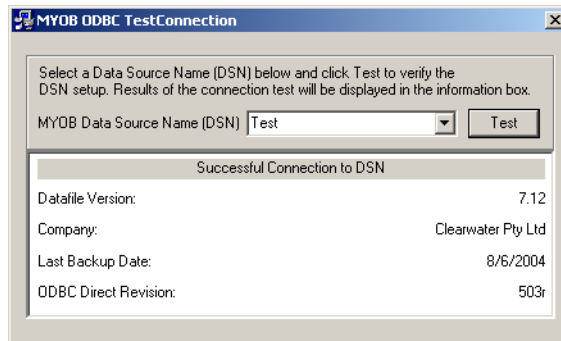 MYOB ODBC TestConnection
Select a Data Source Name (DSN) below and click Test to verify the
DSN setup. Results of the connection test will be displayed in the information box.
MYOB Data Source Name (DSN) Test Test
Successful Connection to DSN
Datafile Version: 7.12
Company: Clearwater Pty Ltd
Last Backup Date: 8/6/2004
ODBC Direct Revision: 503r